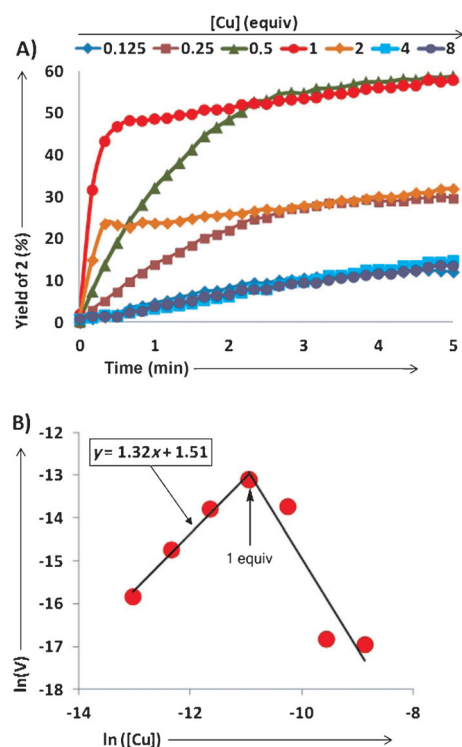 [Cu] (equiv)
A)
0.125 0.25 0.5 1 2 4 8
Yield of 2 (%)
60
50
40
30
20
10
0
0 1 2 3 4 5
Time (min)
B)
ln(V)
-11
-12
-13
-14
-15
-16
-17
-18
y = 1.32x + 1.51
1 equiv
-14 -12 -10 -8
ln ([Cu])